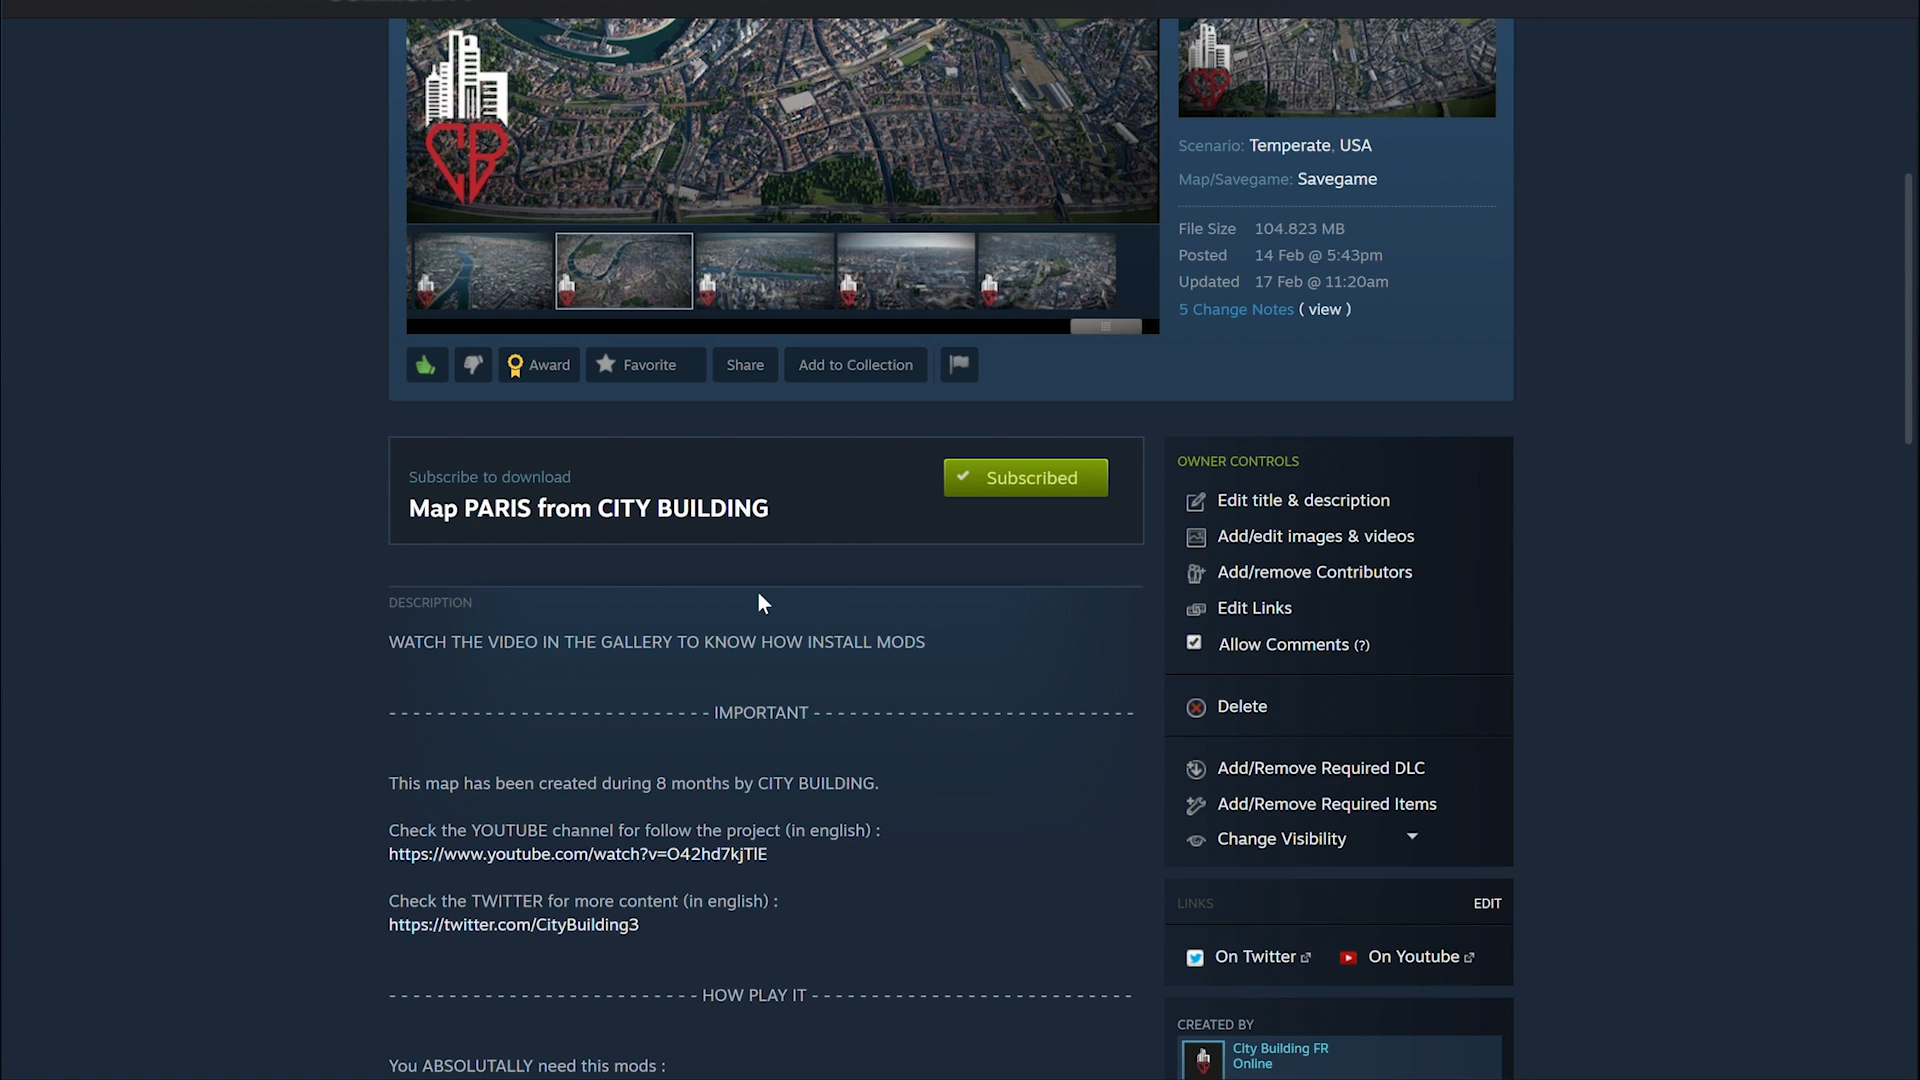 Scenario: Temperate, USA
Map/Savegame: Savegame
File Size 104.823 MB
Posted 14 Feb @ 5:43pm
Updated 17 Feb @ 11:20am
5 Change Notes ( view )
Award
Favorite
Share
Add to Collection
Subscribe to download
Map PARIS from CITY BUILDING
Subscribed
DESCRIPTION
WATCH THE VIDEO IN THE GALLERY TO KNOW HOW INSTALL MODS
- - - - - - - - - - - - - - - - - - - - - - - - - - - IMPORTANT - - - - - - - - - - - - - - - - - - - - - - - - - - -
This map has been created during 8 months by CITY BUILDING.
Check the YOUTUBE channel for follow the project (in english) :
https://www.youtube.com/watch?v=O42hd7kjTlE
Check the TWITTER for more content (in english) :
https://twitter.com/CityBuilding3
- - - - - - - - - - - - - - - - - - - - - - - - - - HOW PLAY IT - - - - - - - - - - - - - - - - - - - - - - - - - - -
You ABSOLUTALLY need this mods :
OWNER CONTROLS
Edit title & description
Add/edit images & videos
Add/remove Contributors
Edit Links
Allow Comments (?)
Delete
Add/Remove Required DLC
Add/Remove Required Items
Change Visibility
LINKS EDIT
On Twitter On Youtube
CREATED BY
City Building FR
Online